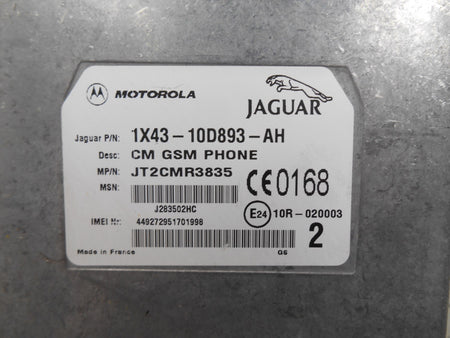 MOTOROLA
JAGUAR
Jaguar P/N: 1X43-10D893-AH
Desc: CM GSM PHONE
MP/N: JT2CMR3835
MSN:
CE0168
J283502HC
IMEI Nr: 449272951701998
E24 10R-020003
2
Made in France
G6